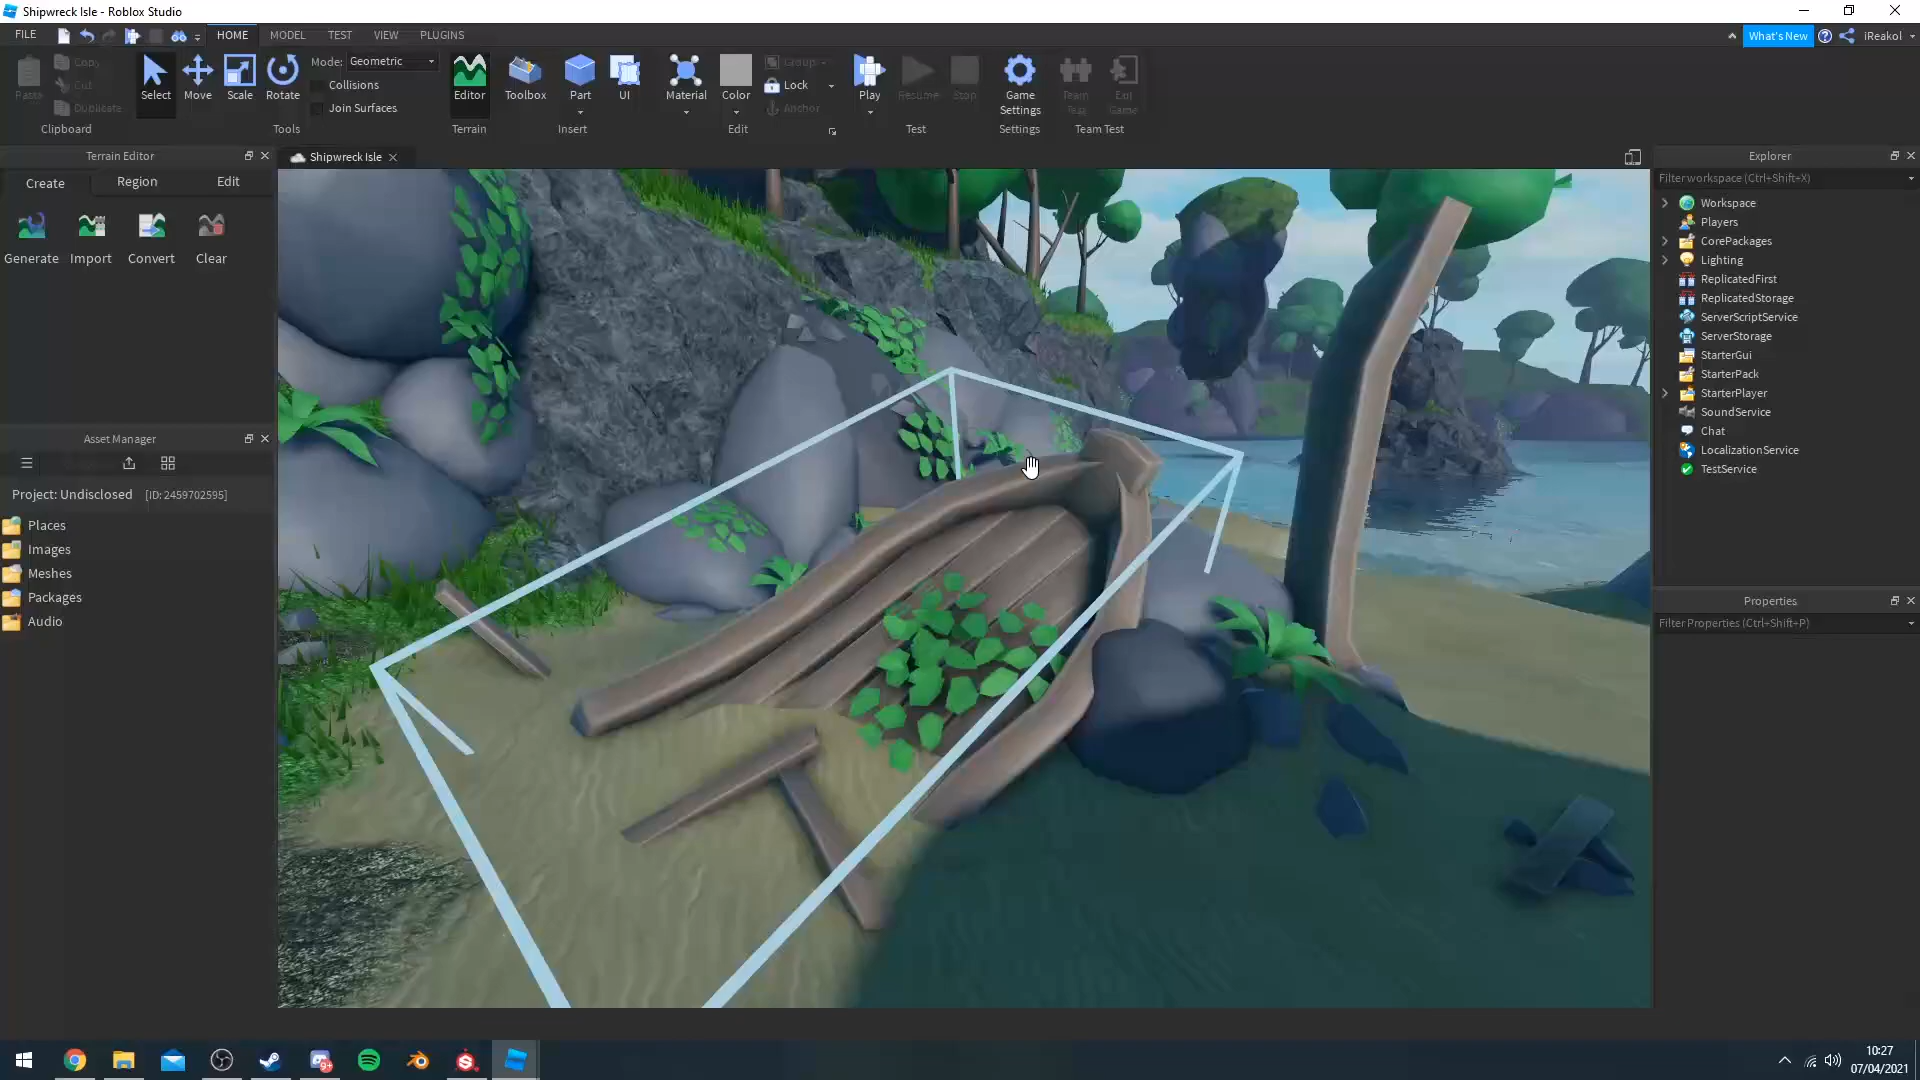 Shipwreck Isle - Roblox Studio
FILE HOME MODEL TEST VIEW PLUGINS What's New iReakol
Paste Copy Cut Duplicate Select Move Scale Rotate Mode: Geometric Collisions Join Surfaces Editor Toolbox Part UI Material Color Group Lock Anchor Play Resume Stop Game Settings Team Test Exit Game
Clipboard Tools Terrain Insert Edit Test Settings Team Test
Terrain Editor Shipwreck Isle Explorer
Create Region Edit
Generate Import Convert Clear
Filter workspace (Ctrl+Shift+X)
Workspace
Players
CorePackages
Lighting
ReplicatedFirst
ReplicatedStorage
ServerScriptService
ServerStorage
StarterGui
StarterPack
StarterPlayer
SoundService
Chat
LocalizationService
TestService
Asset Manager
Project: Undisclosed [ID: 2459702595]
Places
Images
Meshes
Packages
Audio
Properties
Filter Properties (Ctrl+Shift+P)
9+
10:27
07/04/2021